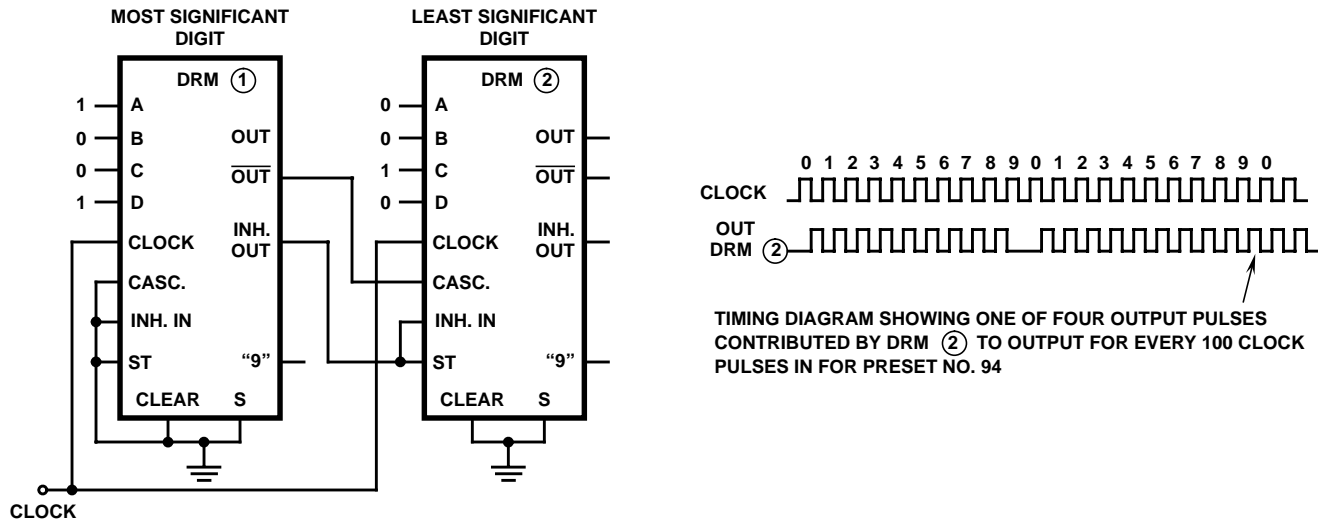 MOST SIGNIFICANT
DIGIT
DRM 1
1 A
0 B
0 C
1 D
OUT
OUT
INH.
OUT
CLOCK
CASC.
INH. IN
ST
“9”
CLEAR S
CLOCK
LEAST SIGNIFICANT
DIGIT
DRM 2
0 A
0 B
1 C
0 D
OUT
OUT
INH.
OUT
CLOCK
CASC.
INH. IN
ST
“9”
CLEAR S
0 1 2 3 4 5 6 7 8 9 0 1 2 3 4 5 6 7 8 9 0
CLOCK
OUT
DRM 2
TIMING DIAGRAM SHOWING ONE OF FOUR OUTPUT PULSES
CONTRIBUTED BY DRM 2 TO OUTPUT FOR EVERY 100 CLOCK
PULSES IN FOR PRESET NO. 94